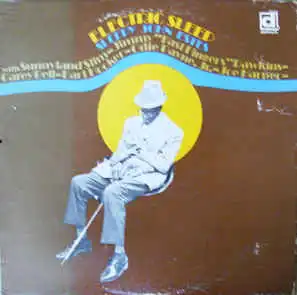 ELECTRIC SLEEP
SLEEPY JOHN ESTES
with Sunnyland Slim~Jimmy "Fast Fingers" Dawkins~
Carey Bell~Earl Hooker~Odie Payne, Jr.~Joe Harper~